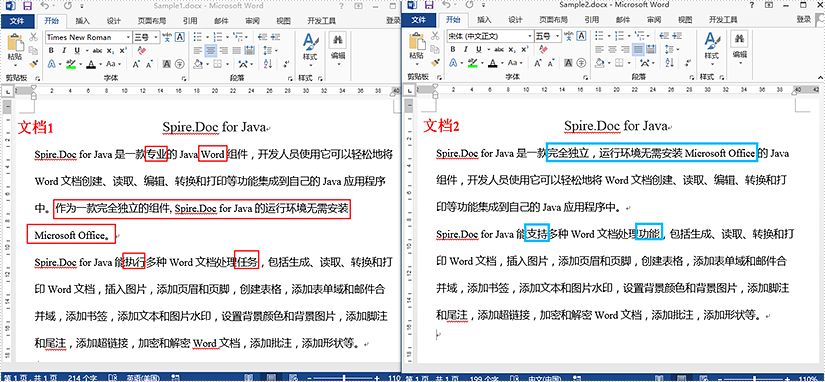 Sample1.docx
文件 开始 插入 设计 页面布局 引用 邮件 审阅 视图 开发工具
Times New Roman 三号
粘贴 样式 编辑
剪贴板 字体 段落 样式
文档1
Spire.Doc for Java
Spire.Doc for Java 是一款专业的 Java Word 组件，开发人员使用它可以轻松地将
Word 文档创建、读取、编辑、转换和打印等功能集成到自己的 Java 应用程序
中。作为一款完全独立的组件, Spire.Doc for Java 的运行环境无需安装
Microsoft Office。
Spire.Doc for Java 能执行多种 Word 文档处理任务，包括生成、读取、转换和打
印 Word 文档，插入图片，添加页眉和页脚，创建表格，添加表单域和邮件合
并域，添加书签，添加文本和图片水印，设置背景颜色和背景图片，添加脚注
和尾注，添加超链接，加密和解密 Word 文档，添加批注，添加形状等。
第 1 页，共 1 页 214 个字 英语(美国) 110
Sample2.docx
文件 开始 插入 设计 页面布局 引用 邮件 审阅 视图 开发工具 登录
宋体 (中文正文) 五号
粘贴 样式 编辑
剪贴板 字体 段落 样式
文档2
Spire.Doc for Java
Spire.Doc for Java 是一款完全独立，运行环境无需安装 Microsoft Office 的 Java
组件，开发人员使用它可以轻松地将 Word 文档创建、读取、编辑、转换和打
印等功能集成到自己的 Java 应用程序中。
Spire.Doc for Java 能支持多种 Word 文档处理功能，包括生成、读取、转换和打
印 Word 文档，插入图片，添加页眉和页脚，创建表格，添加表单域和邮件合
并域，添加书签，添加文本和图片水印，设置背景颜色和背景图片，添加脚注
和尾注，添加超链接，加密和解密 Word 文档，添加批注，添加形状等。
第 1 页，共 1 页 199 个字 中文(中国) 110%